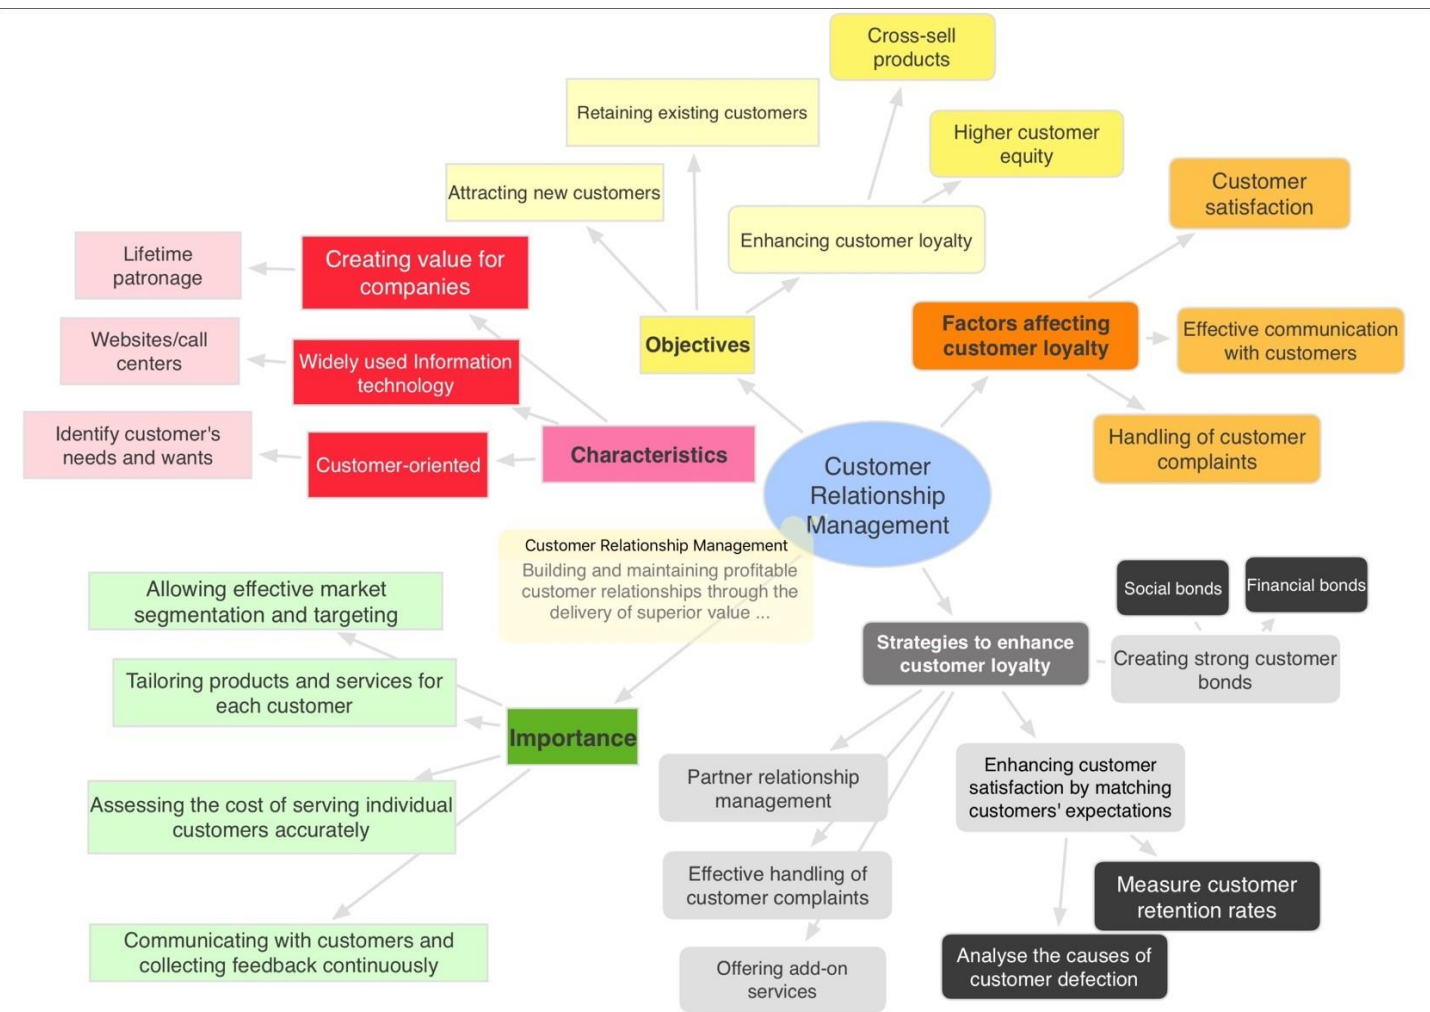 Cross-sell
products
Retaining existing customers
Higher customer
equity
Attracting new customers
Customer
satisfaction
Enhancing customer loyalty
Lifetime
patronage
Creating value for
companies
Factors affecting
customer loyalty
Effective communication
with customers
Objectives
Websites/call
centers
Widely used Information
technology
Identify customer's
needs and wants
Customer-oriented
Characteristics
Handling of customer
complaints
Customer
Relationship
Management
Customer Relationship Management
Building and maintaining profitable
customer relationships through the
delivery of superior value ...
Allowing effective market
segmentation and targeting
Social bonds
Financial bonds
Strategies to enhance
customer loyalty
Creating strong customer
bonds
Tailoring products and services for
each customer
Importance
Partner relationship
management
Enhancing customer
satisfaction by matching
customers' expectations
Assessing the cost of serving individual
customers accurately
Effective handling of
customer complaints
Measure customer
retention rates
Communicating with customers and
collecting feedback continuously
Analyse the causes of
customer defection
Offering add-on
services